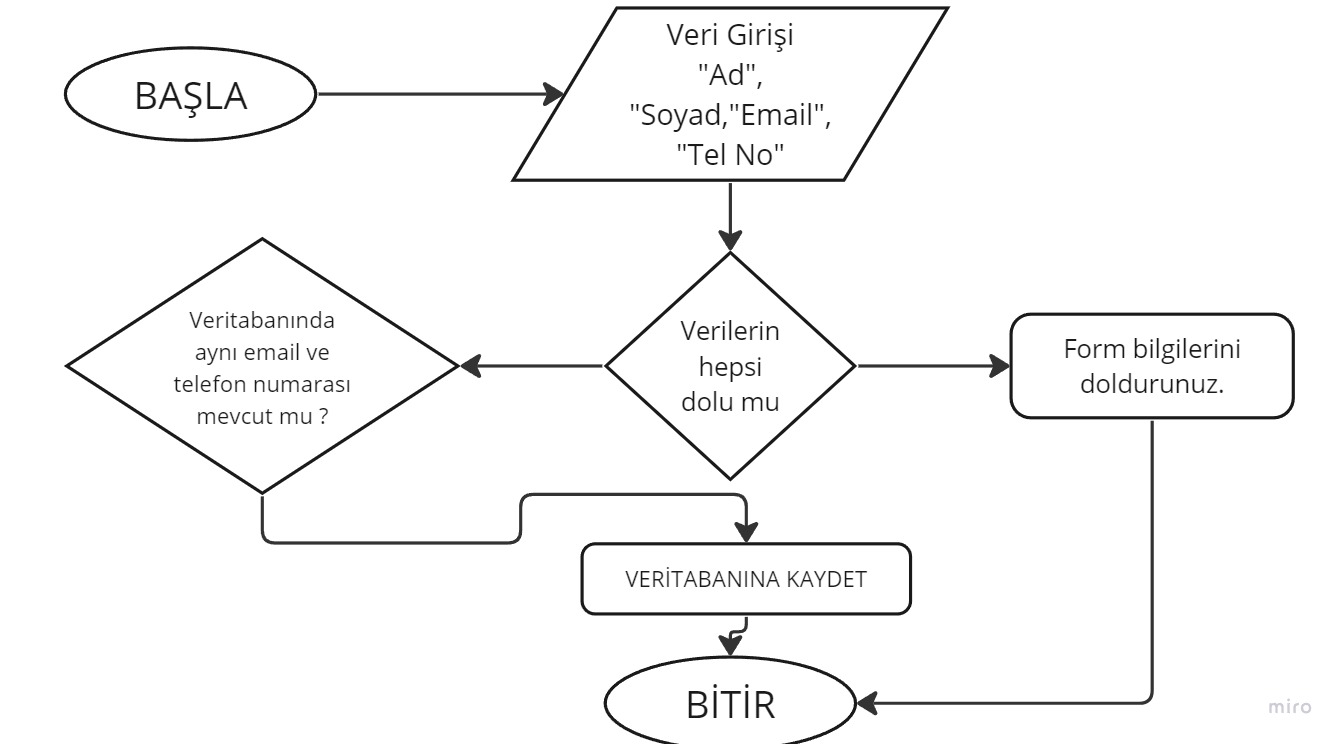 BAŞLA
Veri Girişi
"Ad",
"Soyad,"Email",
"Tel No"
Veritabanında
aynı email ve
telefon numarası
mevcut mu ?
Verilerin
hepsi
dolu mu
Form bilgilerini
doldurunuz.
VERİTABANINA KAYDET
BİTİR
miro